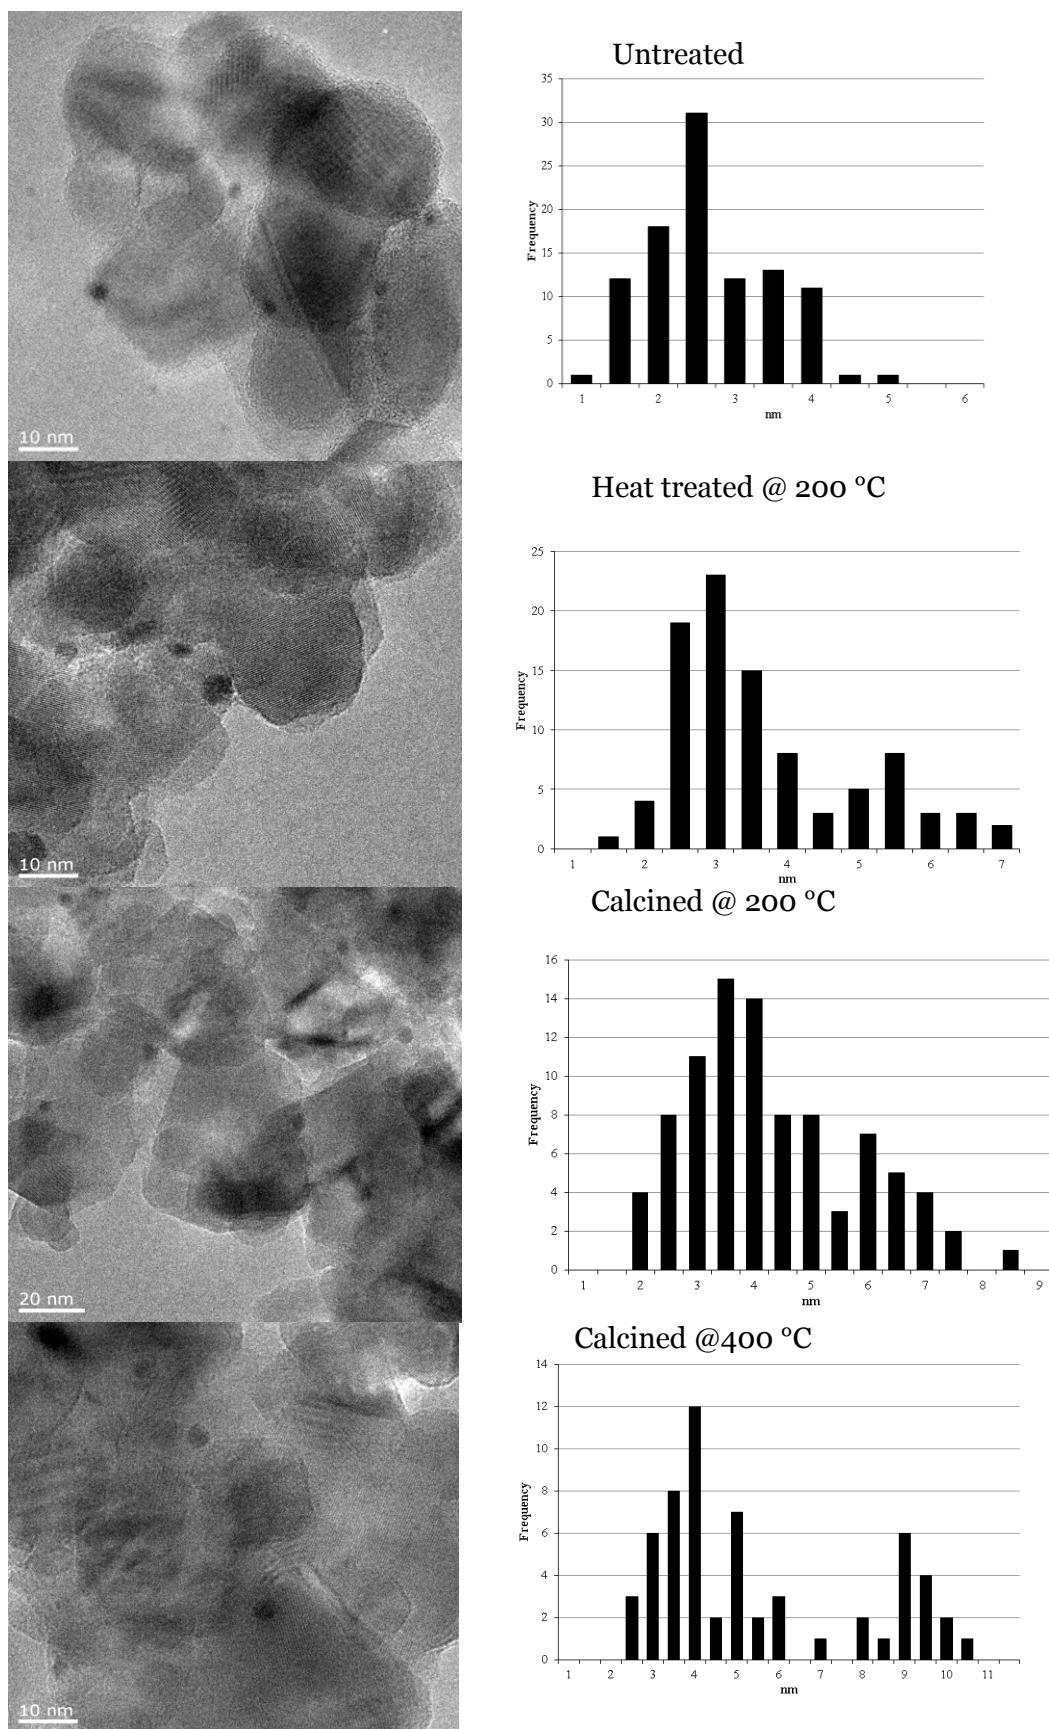 Untreated
35
30
25
20
15
10
5
0
Frequency
1 2 3 4 5 6
nm
10 nm
Heat treated @ 200 °C
25
20
15
10
5
0
Frequency
1 2 3 4 5 6 7
nm
10 nm
Calcined @ 200 °C
16
14
12
10
8
6
4
2
0
Frequency
1 2 3 4 5 6 7 8 9
nm
20 nm
Calcined @400 °C
14
12
10
8
6
4
2
0
Frequency
1 2 3 4 5 6 7 8 9 10 11
nm
10 nm